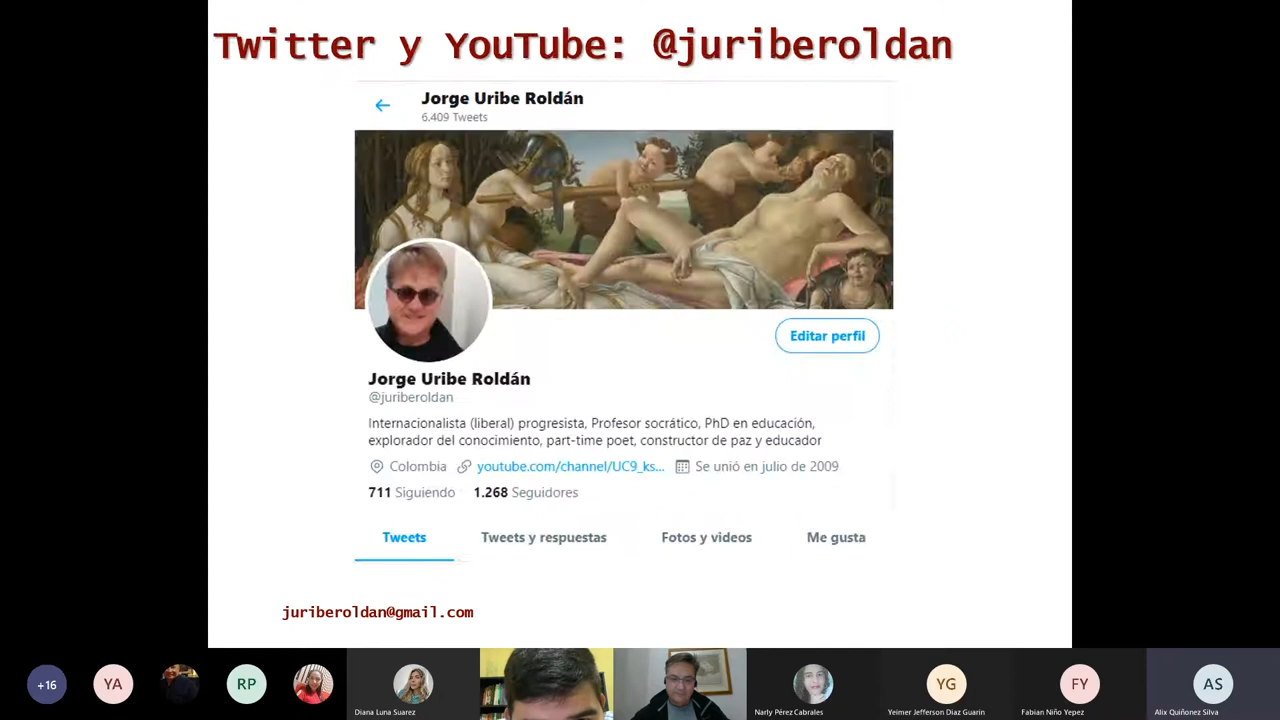 Twitter y YouTube: @juriberoldan
Jorge Uribe Roldán
6.409 Tweets
Editar perfil
Jorge Uribe Roldán
@juriberoldan
Internacionalista (liberal) progresista, Profesor socrático, PhD en educación,
explorador del conocimiento, part-time poet, constructor de paz y educador
Colombia youtube.com/channel/UC9_ks... Se unió en julio de 2009
711 Siguiendo 1.268 Seguidores
Tweets Tweets y respuestas Fotos y videos Me gusta
juriberoldan@gmail.com
+16 YA RP YG FY AS
Diana Luna Suarez Narly Pérez Cabrales Yeimer Jefferson Diaz Guarin Fabian Niño Yepez Alix Quiñonez Silva